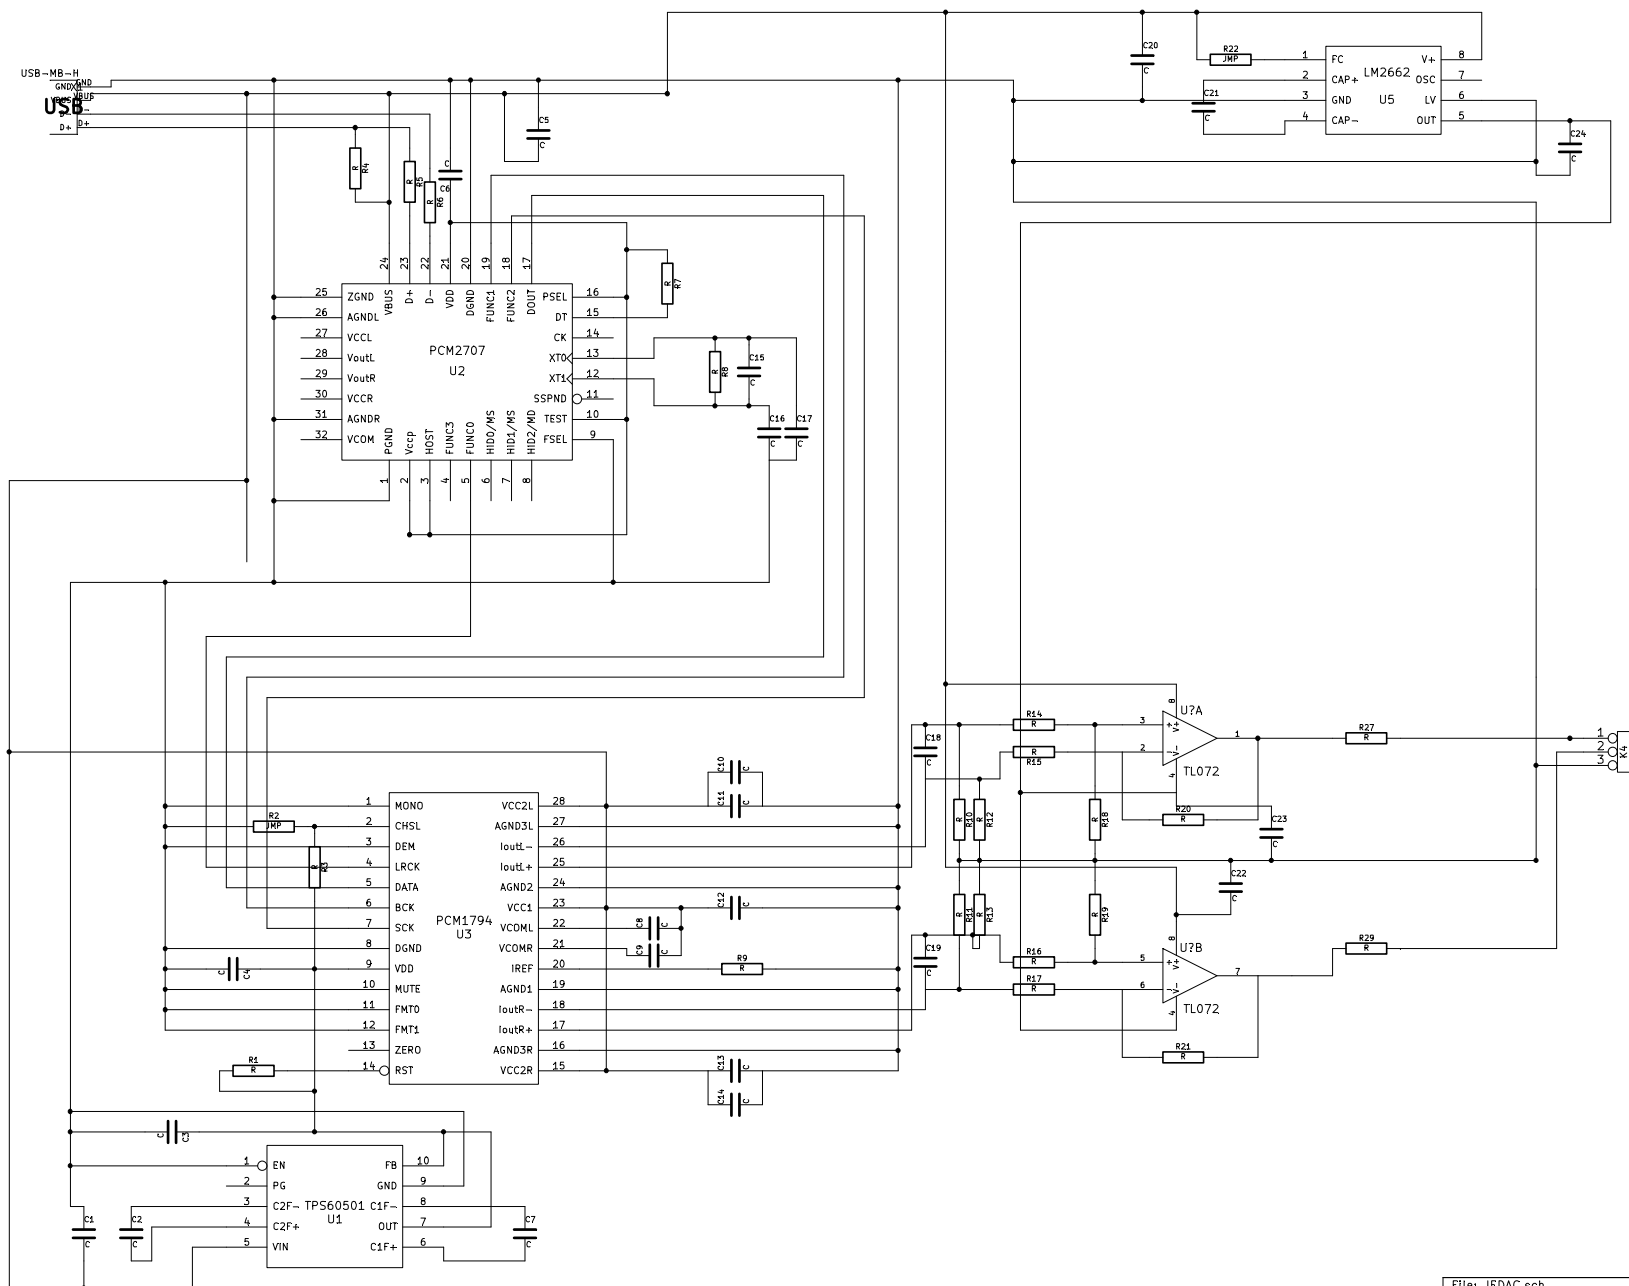 USB-MB-H
GND
GND
VBUS
VBUS
USB
D-
D+
D+
R4
R
R5
R
R6
R
C
C6
C5
C
C20
C
R22
JMP
C21
C
1
2
3
4
FC
CAP+
GND
CAP-
LM2662
U5
V+
OSC
LV
OUT
8
7
6
5
C24
C
24
23
22
21
20
19
18
17
VBUS
D+
D-
VDD
DGND
FUNC1
FUNC2
DOUT
25 ZGND
26 AGNDL
27 VCCL
28 VoutL
29 VoutR
30 VCCR
31 AGNDR
32 VCOM
PCM2707
U2
PSEL 16
DT 15
CK 14
XTO 13
XT1 12
SSPND 11
TEST 10
FSEL 9
PGND
Vccp
HOST
FUNC3
FUNC0
HID0/MS
HID1/MS
HID2/MD
1
2
3
4
5
6
7
8
R7
R
R8
R
C15
C
C16
C
C17
C
1 MONO
2 CHSL
3 DEM
4 LRCK
5 DATA
6 BCK
7 SCK
8 DGND
9 VDD
10 MUTE
11 FMT0
12 FMT1
13 ZERO
14 RST
PCM1794
U3
VCC2L 28
AGND3L 27
IoutL- 26
IoutL+ 25
AGND2 24
VCC1 23
VCOML 22
VCOMR 21
IREF 20
AGND1 19
IoutR- 18
IoutR+ 17
AGND3R 16
VCC2R 15
R2
JMP
R3
R
C
C4
R1
R
C10
C
C11
C
C12
C
C8
C
C9
C
R9
R
C13
C
C14
C
C18
C
C19
C
R10
R
R12
R
R11
R
R13
R14
R
R15
R
R16
R
R17
R
R18
R
R19
R
U?A
TL072
3
2
8
4
1
+
-
V+
V-
R20
R
C23
C
C22
C
U?B
TL072
5
6
8
4
7
+
-
V+
V-
R21
R
R27
R
R29
R
1
2
3
K4
C
C3
1 EN
2 PG
3 C2F-
4 C2F+
5 VIN
TPS60501
U1
FB 10
GND 9
C1F- 8
OUT 7
C1F+ 6
C1
C
C2
C
C7
C
File: JEDAC.sch